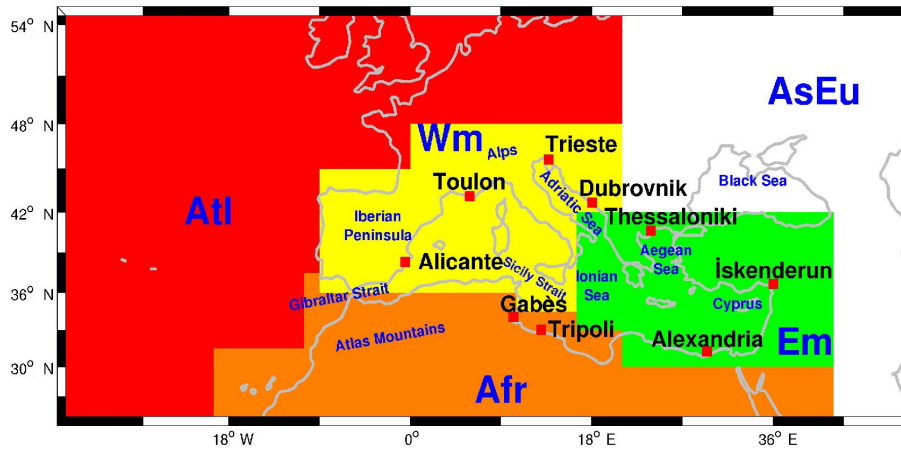 54° N
AsEu
48° N
Wm
Alps
Trieste
Toulon
Adriatic Sea
Dubrovnik
Black Sea
42° N
Atl
Iberian
Peninsula
Thessaloniki
Aegean
Sea
Alicante
Sicily Strait
Ionian
Sea
İskenderun
36° N
Gibraltar Strait
Cyprus
Gabès
Tripoli
Atlas Mountains
Alexandria
Em
30° N
Afr
18° W
0°
18° E
36° E